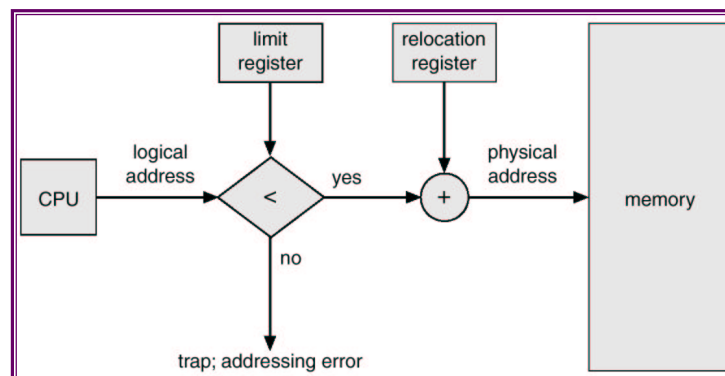 limit
register
relocation
register
logical
address
physical
address
CPU
<
yes
+
memory
no
trap; addressing error